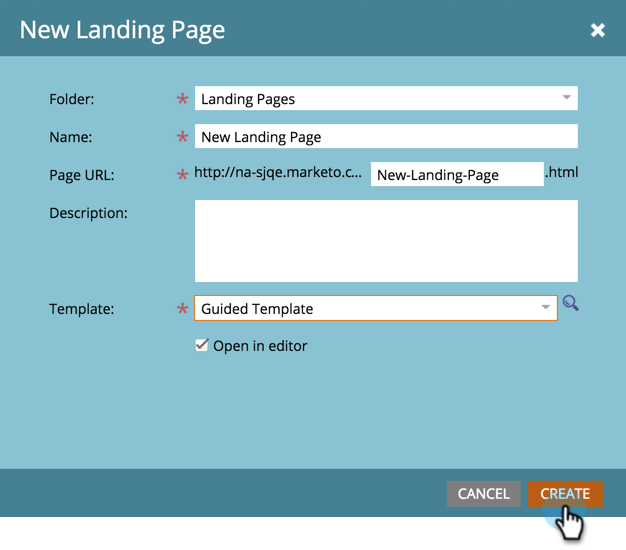 New Landing Page
Folder: * Landing Pages
Name: * New Landing Page
Page URL: * http://na-sjqe.marketo.c... New-Landing-Page .html
Description:
Template: * Guided Template
Open in editor
CANCEL CREATE